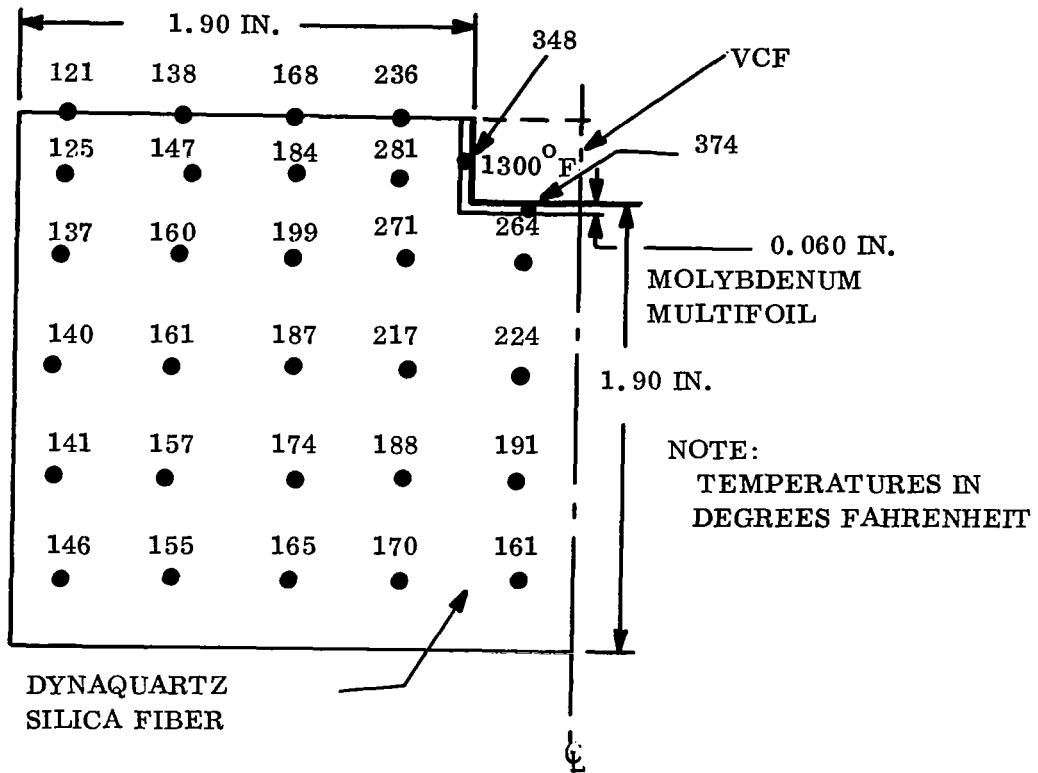 1.90 IN.
348
VCF
121 138 168 236
125 147 184 281
1300°F
374
137 160 199 271 264
0.060 IN.
MOLYBDENUM
MULTIFOIL
140 161 187 217 224
1.90 IN.
141 157 174 188 191
NOTE:
TEMPERATURES IN
DEGREES FAHRENHEIT
146 155 165 170 161
DYNAQUARTZ
SILICA FIBER
℄